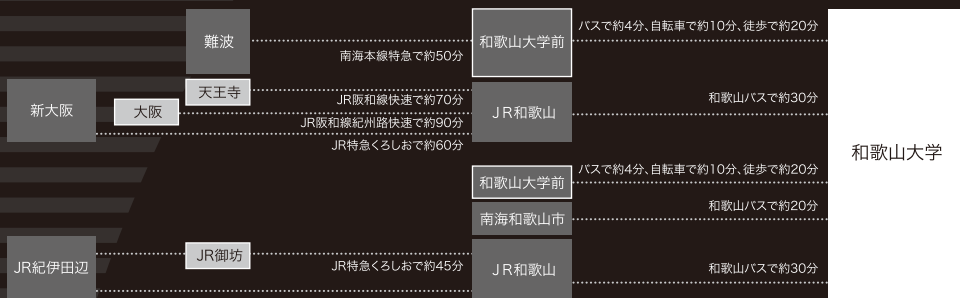 難波
南海本線特急で約50分
和歌山大学前
バスで約4分、自転車で約10分、徒歩で約20分
新大阪
大阪
天王寺
JR阪和線快速で約70分
JR阪和線紀州路快速で約90分
JR特急くろしおで約60分
JR和歌山
和歌山バスで約30分
和歌山大学
和歌山大学前
バスで約4分、自転車で約10分、徒歩で約20分
南海和歌山市
和歌山バスで約20分
JR紀伊田辺
JR御坊
JR特急くろしおで約45分
JR和歌山
和歌山バスで約30分